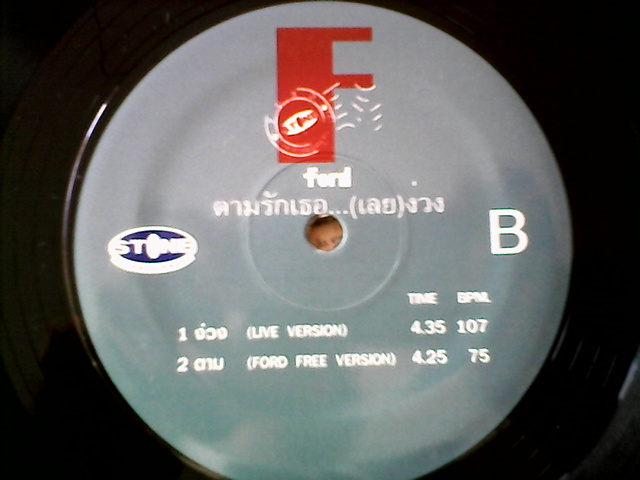 F
STONE
ford
ตามรักเธอ...(เลย)ง่วง
B
STONE
TIME BPM.
1 ง่วง (LIVE VERSION) 4.35 107
2 ตาม (FORD FREE VERSION) 4.25 75